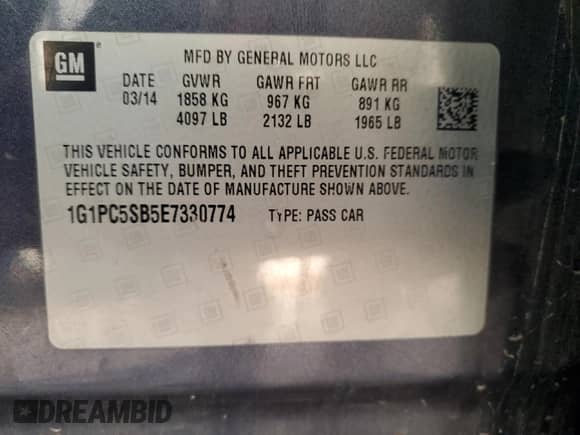 GM
®
MFD BY GENERAL MOTORS LLC
DATE GVWR GAWR FRT GAWR RR
03/14 1858 KG 967 KG 891 KG
4097 LB 2132 LB 1965 LB
THIS VEHICLE CONFORMS TO ALL APPLICABLE U.S. FEDERAL MOTOR
VEHICLE SAFETY, BUMPER, AND THEFT PREVENTION STANDARDS IN
EFFECT ON THE DATE OF MANUFACTURE SHOWN ABOVE.
1G1PC5SB5E7330774 TYPE: PASS CAR
DREAMBID